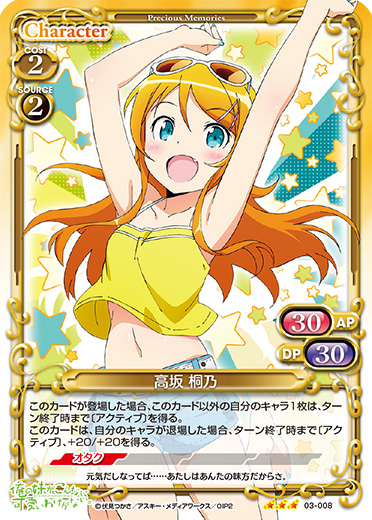 Precious Memories
Character
COST
2
SOURCE
2
30 AP
DP 30
高坂 桐乃
このカードが登場した場合、このカード以外の自分のキャラ1枚は、ター
ン終了時まで〔アクティブ〕を得る。
このカードは、自分のキャラが退場した場合、ターン終了時まで〔アク
ティブ〕、+20/+20を得る。
オタク
元気だしなってば……あたしはあんたの味方だからさ。
俺の妹がこんなに
可愛いわけがない。
©伏見つかさ/アスキー・メディアワークス/OIP2
★★★ 03-008